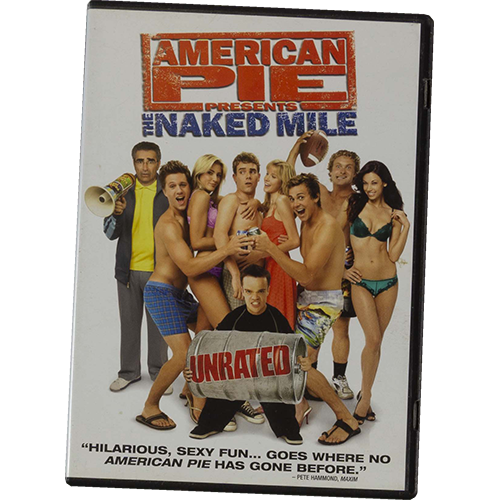 AMERICAN
PIE
PRESENTS
THE NAKED MILE
UNRATED
“HILARIOUS, SEXY FUN... GOES WHERE NO
AMERICAN PIE HAS GONE BEFORE.”
– PETE HAMMOND, MAXIM